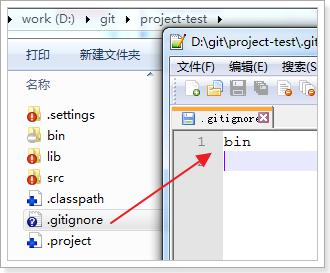 work (D:) ▸ git ▸ project-test ▸
打印
新建文件夹
名称
.settings
bin
lib
src
.classpath
.gitignore
.project
D:\git\project-test\.gi
文件(F) 编辑(E) 搜索(S
.gitignore
1 bin